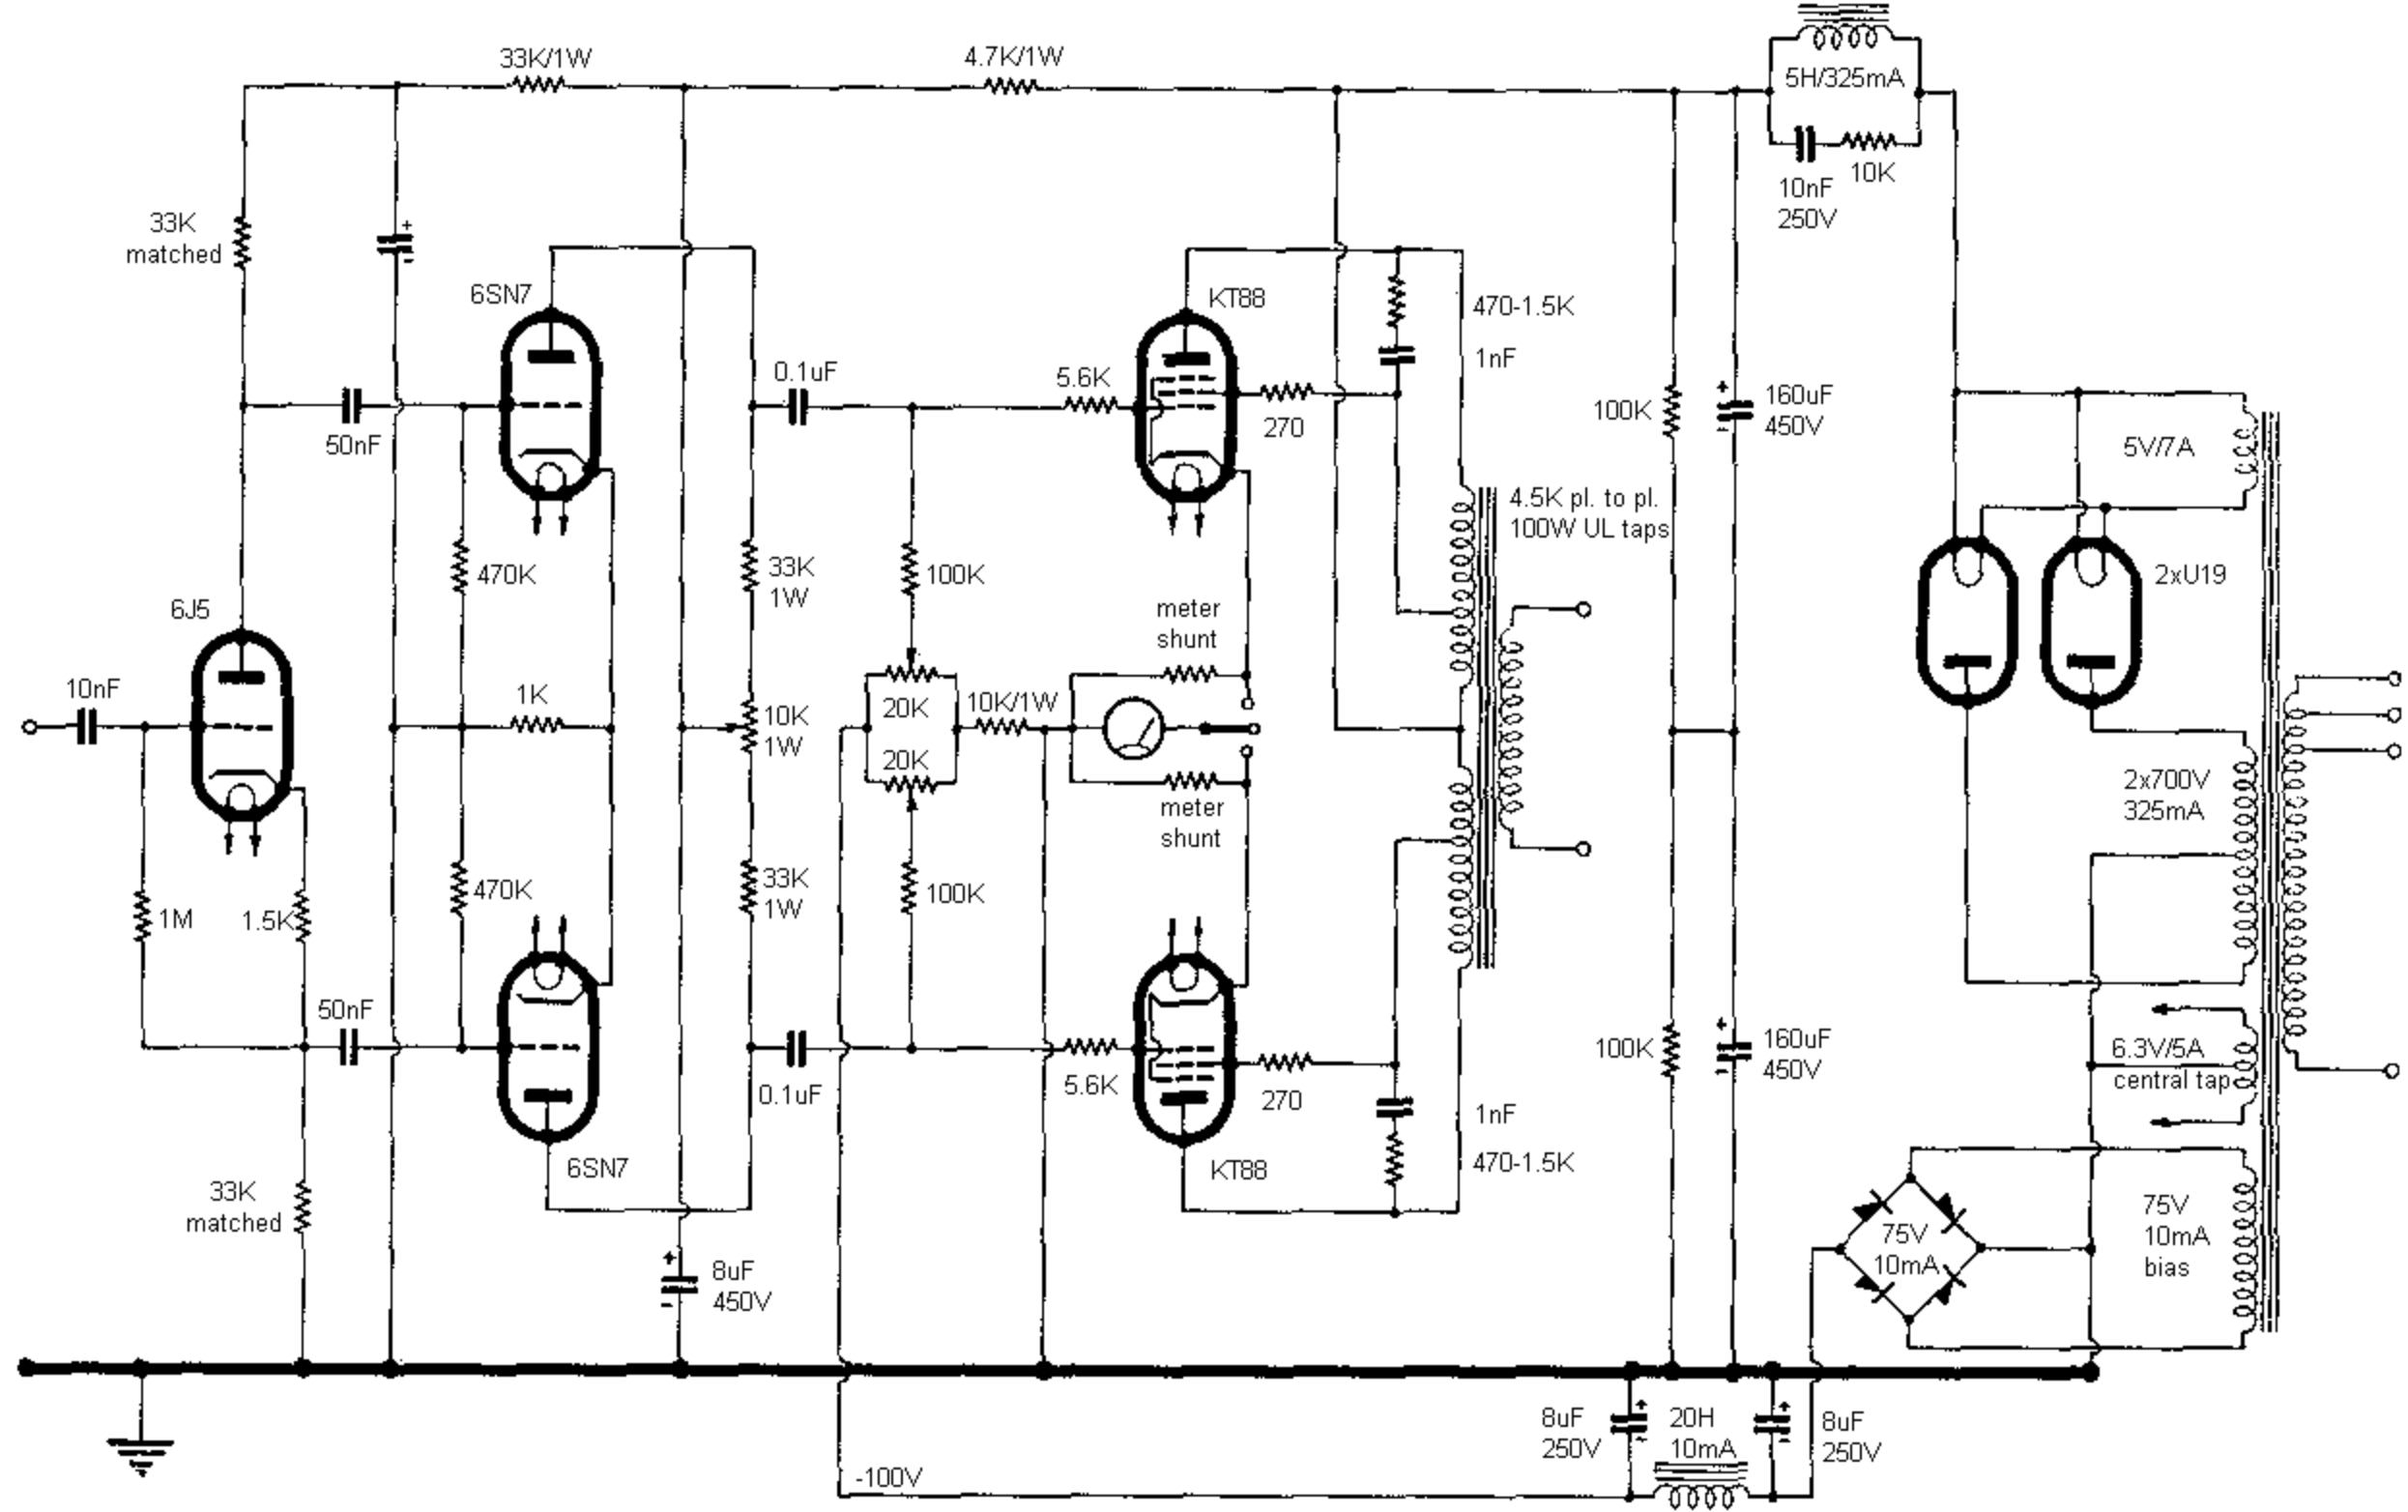 33K/1W
4.7K/1W
5H/325mA
10K
10nF
250V
33K
matched
6SN7
KT88
470-1.5K
1nF
0.1uF
5.6K
270
50nF
100K
160uF
450V
5V/7A
4.5K pl. to pl.
100W UL taps
470K
33K
1W
100K
2xU19
6J5
meter
shunt
10nF
1K
10K
1W
20K
10K/1W
20K
meter
shunt
2x700V
325mA
1M
1.5K
470K
33K
1W
100K
50nF
0.1uF
5.6K
270
1nF
470-1.5K
100K
160uF
450V
6.3V/5A
central tap
6SN7
KT88
33K
matched
8uF
450V
75V
10mA
75V
10mA
bias
8uF
250V
20H
10mA
8uF
250V
-100V